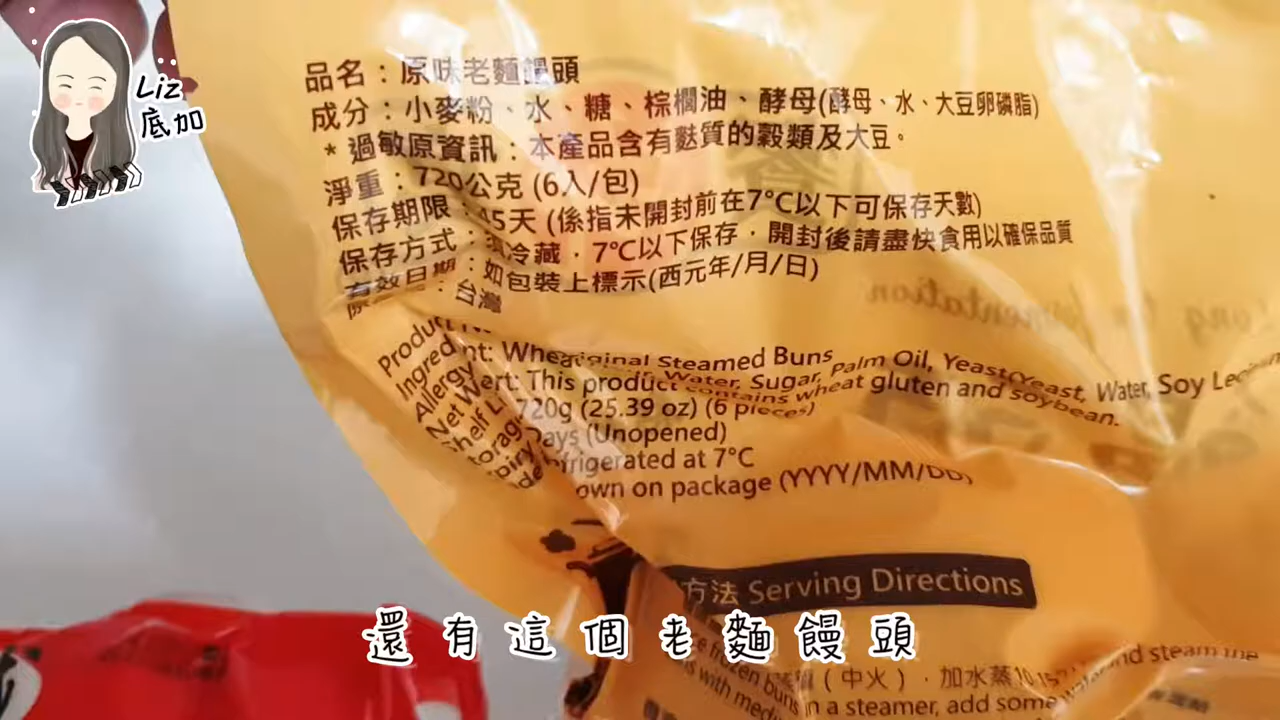 Liz
底加
品名：原味老麵饅頭
成分：小麥粉、水、糖、棕櫚油、酵母(酵母、水、大豆卵磷脂)
*過敏原資訊：本產品含有麩質的穀類及大豆。
淨重：720公克 (6入/包)
保存期限：45天 (係指未開封前在7°C以下可保存天數)
保存方式：須冷藏，7°C以下保存，開封後請盡快食用以確保品質
有效日期：如包裝上標示(西元年/月/日)
台灣
Original Steamed Buns
Water, Sugar, Palm Oil, Yeast(Yeast, Water, Soy
Allergy This product contains wheat gluten and soybean.
Net 720g (25.39 oz) (6 pieces)
Days (Unopened)
at 7°C
on package (YYYY/MM/DD)
方法 Serving Directions
還有這個老麵饅頭
(中火)，加水蒸
frozen buns and steam the
with in a steamer, add some